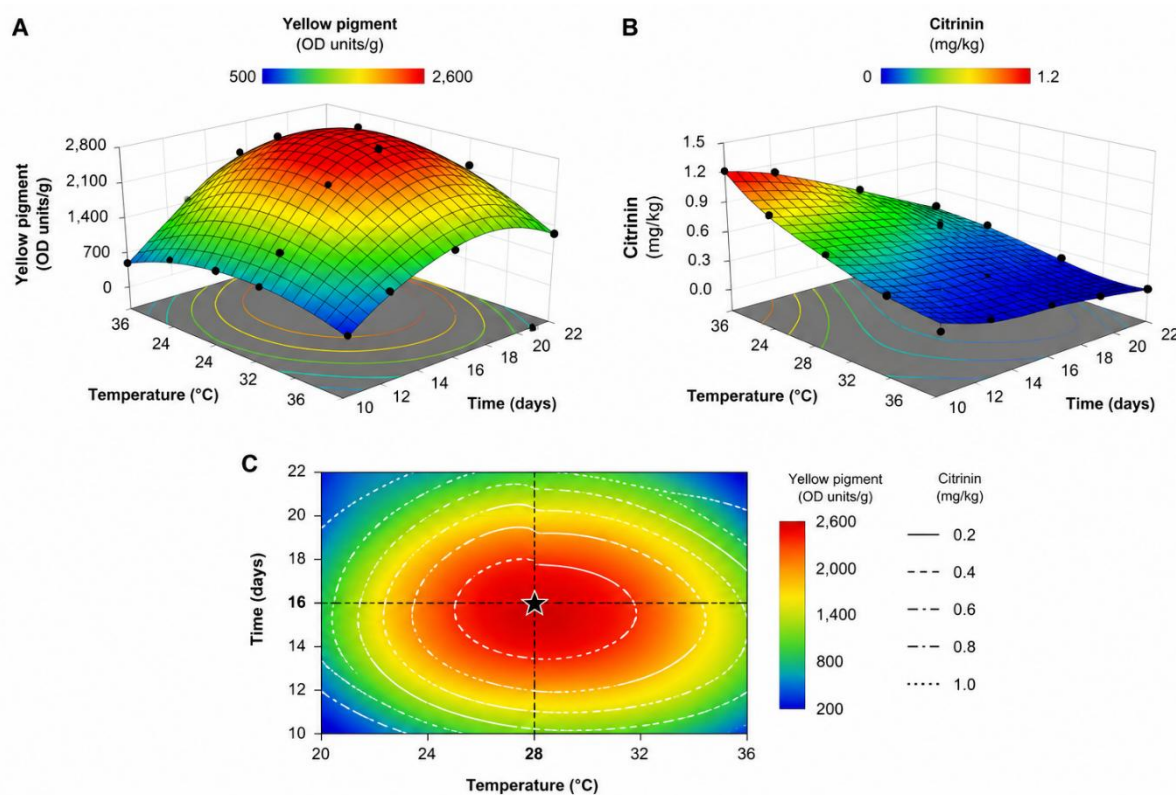 A
Yellow pigment
(OD units/g)
500 2,600
Yellow pigment
(OD units/g)
2,800
2,100
1,400
700
0
36
24
24
32
36
Temperature (°C)
10
12
14
16
18
20
22
Time (days)
B
Citrinin
(mg/kg)
0 1.2
Citrinin
(mg/kg)
1.5
1.2
0.9
0.6
0.3
0.0
36
24
28
32
36
Temperature (°C)
10
12
14
16
18
20
22
Time (days)
C
Time (days)
22
20
18
16
14
12
10
20 24 28 32 36
Temperature (°C)
Yellow pigment
(OD units/g)
2,600
2,000
1,400
800
200
Citrinin
(mg/kg)
0.2
0.4
0.6
0.8
1.0